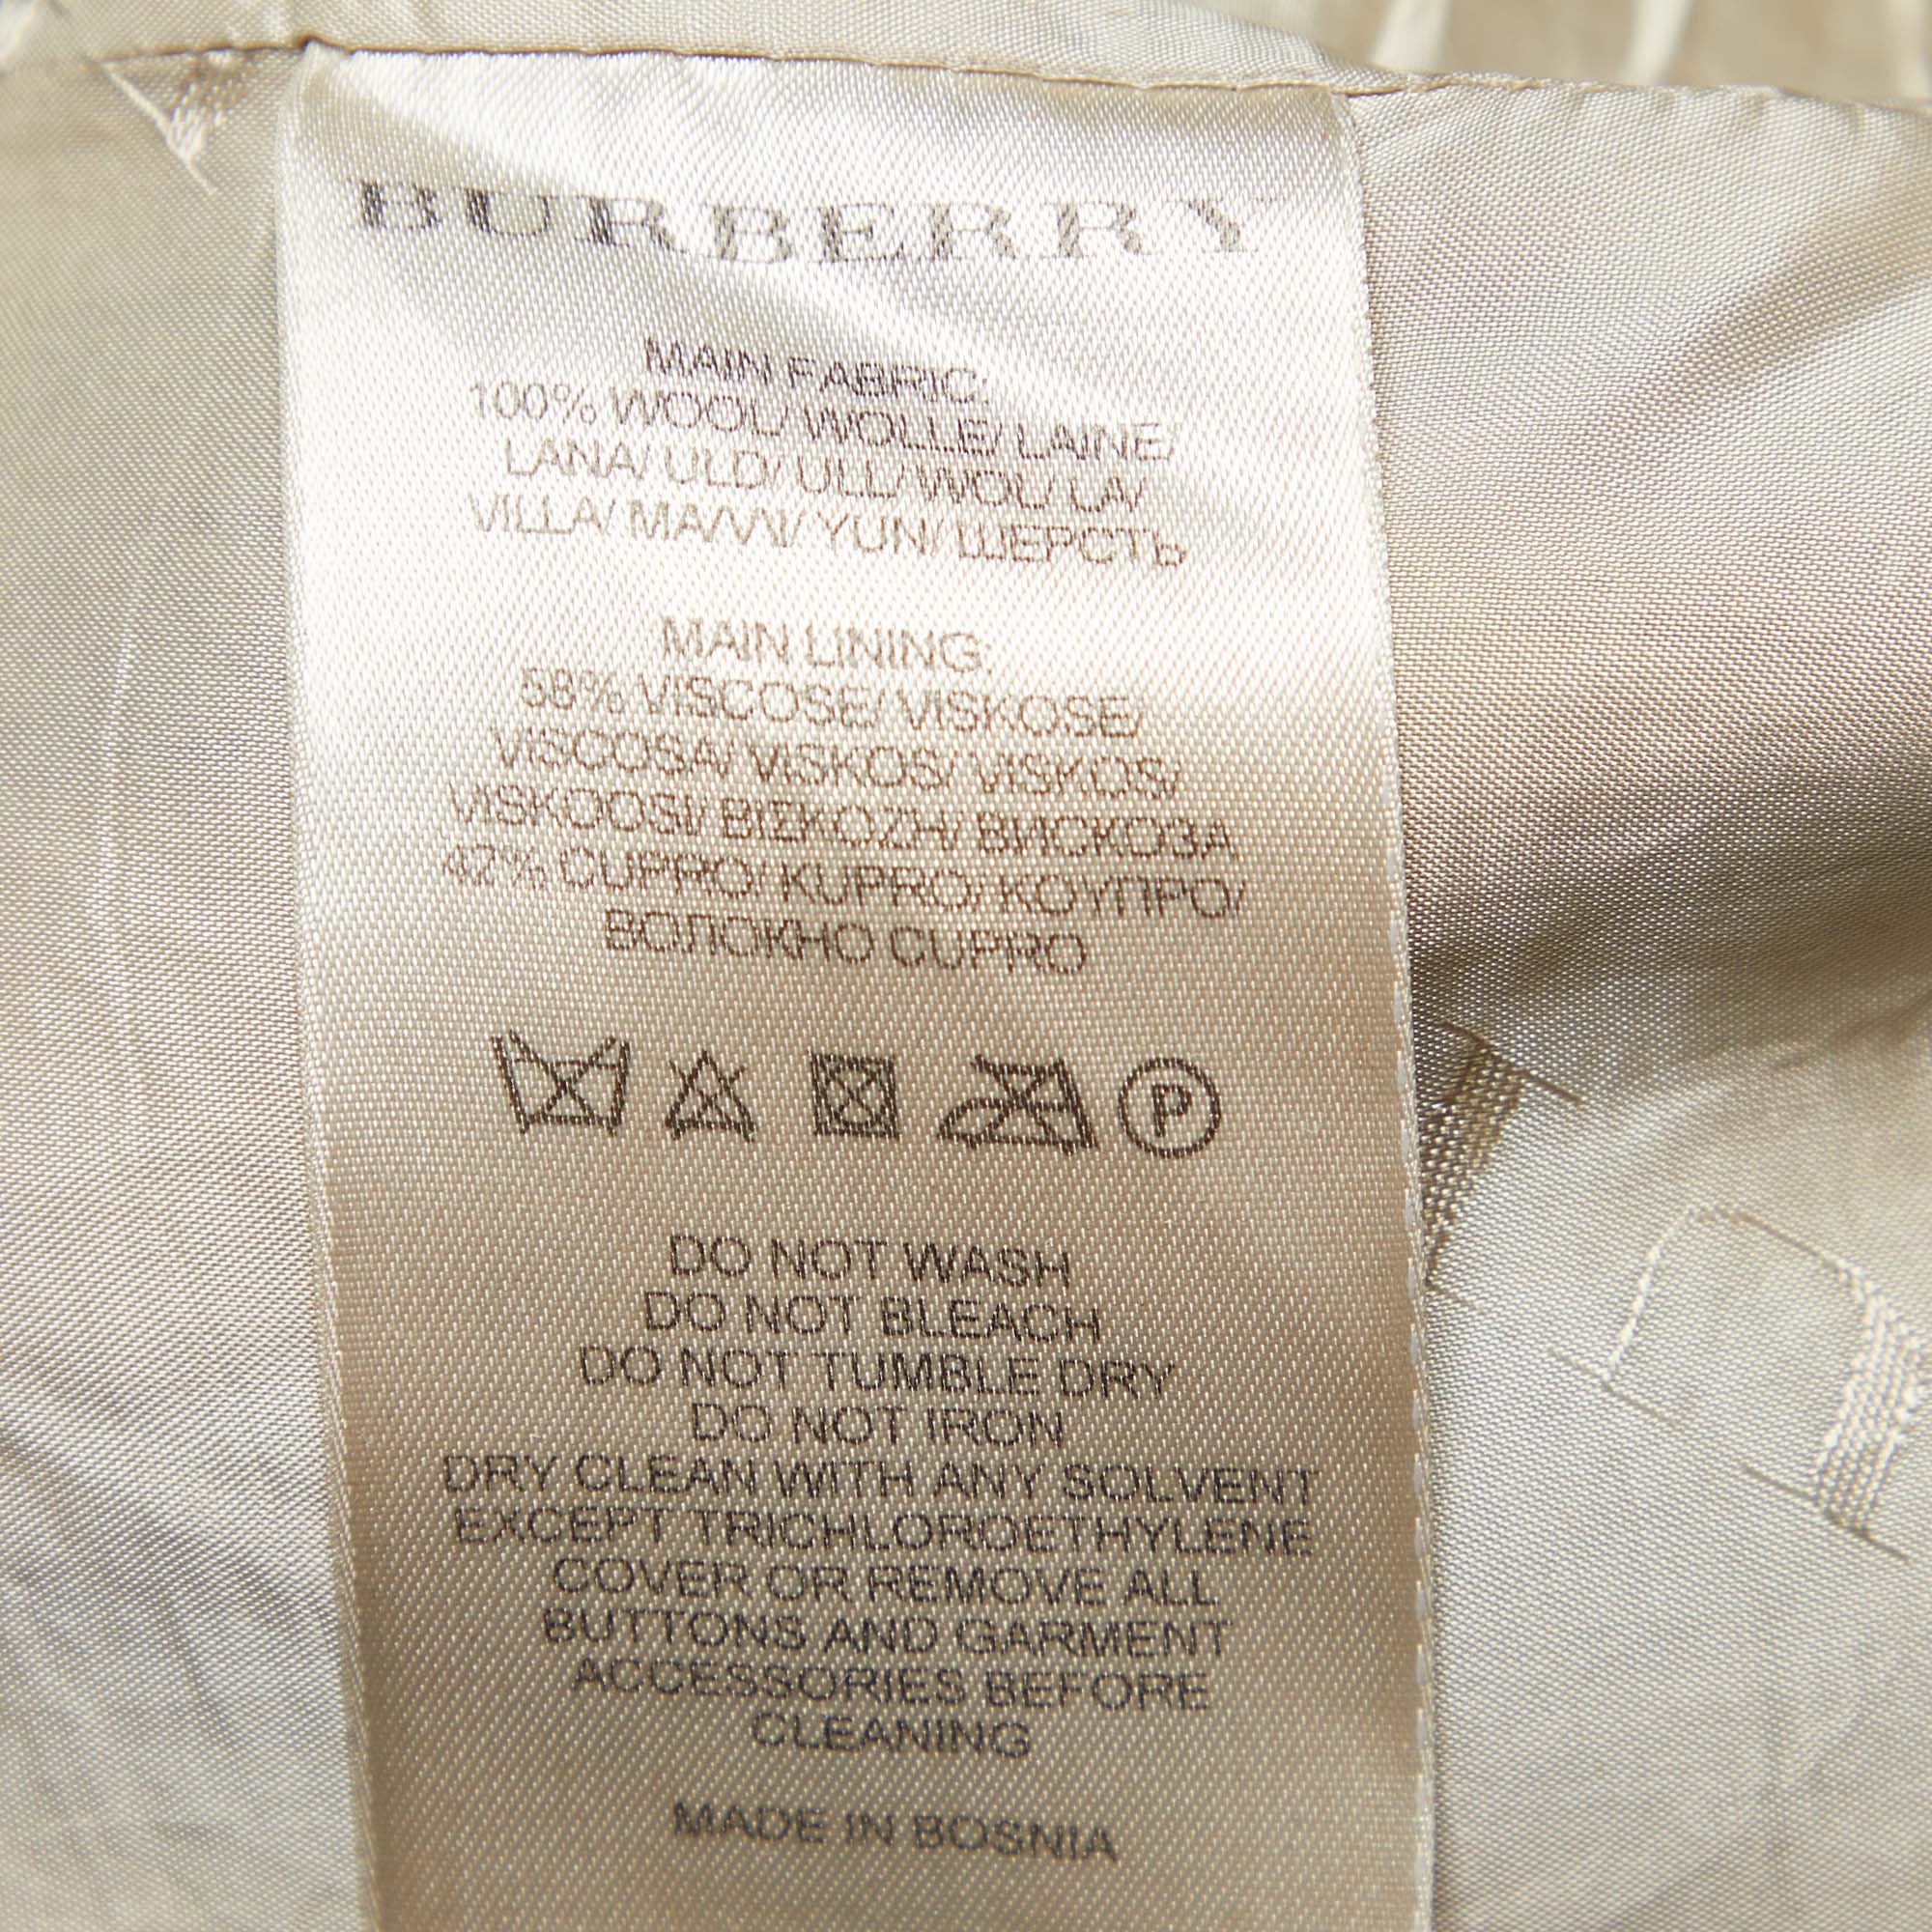 BURBERRY
MAIN FABRIC:
100% WOOL/ WOLLE/ LAINE/
LANA/ ULD/ ULL/ WOL/ LÃ/
VILLA/ ΜΑΛΛΙ/ YUN/ ШЕРСТЬ
MAIN LINING:
58% VISCOSE/ VISKOSE/
VISCOSA/ VISKOS/ VISKOS/
VISKOOSI/ ΒΙΣΚΟΖΗ/ ВИСКОЗА
42% CUPRO/ KUPRO/ ΚΟΥΠΡΟ/
ВОЛОКНО CUPRO
P
DO NOT WASH
DO NOT BLEACH
DO NOT TUMBLE DRY
DO NOT IRON
DRY CLEAN WITH ANY SOLVENT
EXCEPT TRICHLOROETHYLENE
COVER OR REMOVE ALL
BUTTONS AND GARMENT
ACCESSORIES BEFORE
CLEANING
MADE IN BOSNIA